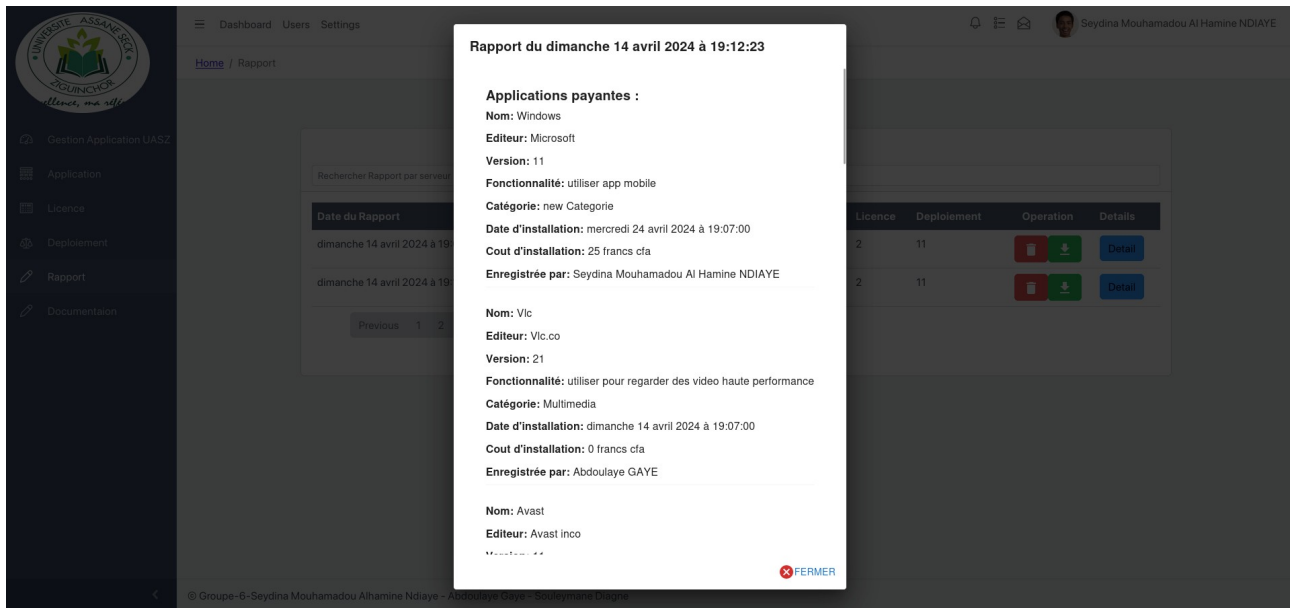 UNIVERSITE ASSANE SECK
ZIGUINCHOR
Dashboard Users Settings
Seydina Mouhamadou Al Hamine NDIAYE
Home / Rapport
Gestion Application UASZ
Application
Licence
Deploiement
Rapport
Documentaion
Rechercher Rapport par serveur
Date du Rapport Licence Deploiement Operation Details
dimanche 14 avril 2024 à 19 2 11 Detail
dimanche 14 avril 2024 à 19 2 11 Detail
Previous 1 2
Rapport du dimanche 14 avril 2024 à 19:12:23
Applications payantes :
Nom: Windows
Editeur: Microsoft
Version: 11
Fonctionnalité: utiliser app mobile
Catégorie: new Categorie
Date d'installation: mercredi 24 avril 2024 à 19:07:00
Cout d'installation: 25 francs cfa
Enregistrée par: Seydina Mouhamadou Al Hamine NDIAYE
Nom: Vlc
Editeur: Vlc.co
Version: 21
Fonctionnalité: utiliser pour regarder des video haute performance
Catégorie: Multimedia
Date d'installation: dimanche 14 avril 2024 à 19:07:00
Cout d'installation: 0 francs cfa
Enregistrée par: Abdoulaye GAYE
Nom: Avast
Editeur: Avast inco
FERMER
© Groupe-6-Seydina Mouhamadou Alhamine Ndiaye - Abdoulaye Gaye - Souleymane Diagne